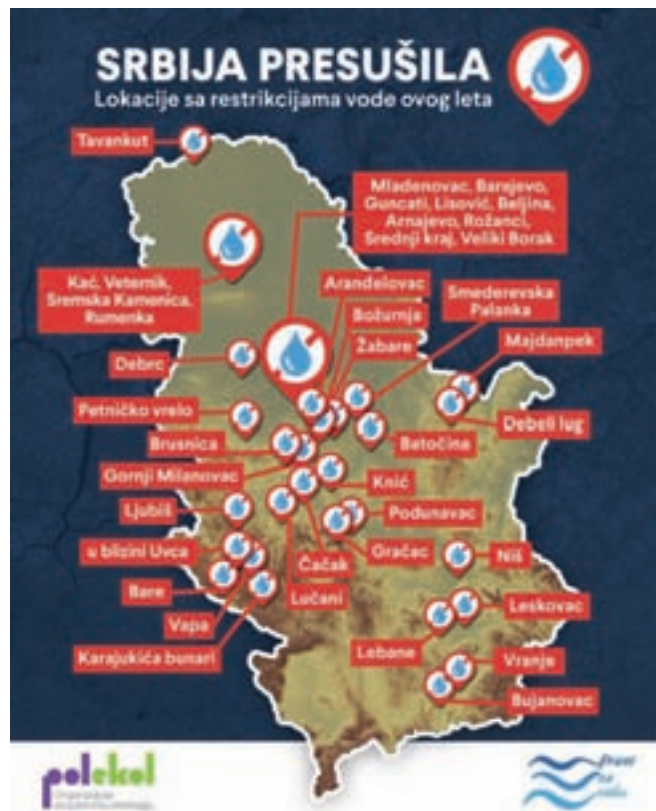 SRBIJA PRESUŠILA
Lokacije sa restrikcijama vode ovog leta
Tavankut
Mladenovac, Barajevo,
Guncati, Lisović, Beljina,
Arnajevo, Rožanci,
Srednji kraj, Veliki Borak
Kać, Veternik,
Sremska Kamenica,
Rumenka
Aranđelovac
Božurnja
Žabare
Smederevska
Palanka
Majdanpek
Debrc
Debeli lug
Petničko vrelo
Brusnica
Batočina
Gornji Milanovac
Knić
Ljubiš
Podunavac
u blizini Uvca
Gračac
Čačak
Niš
Bare
Lučani
Vapa
Leskovac
Karajukića bunari
Lebane
Vranje
Bujanovac
polekol